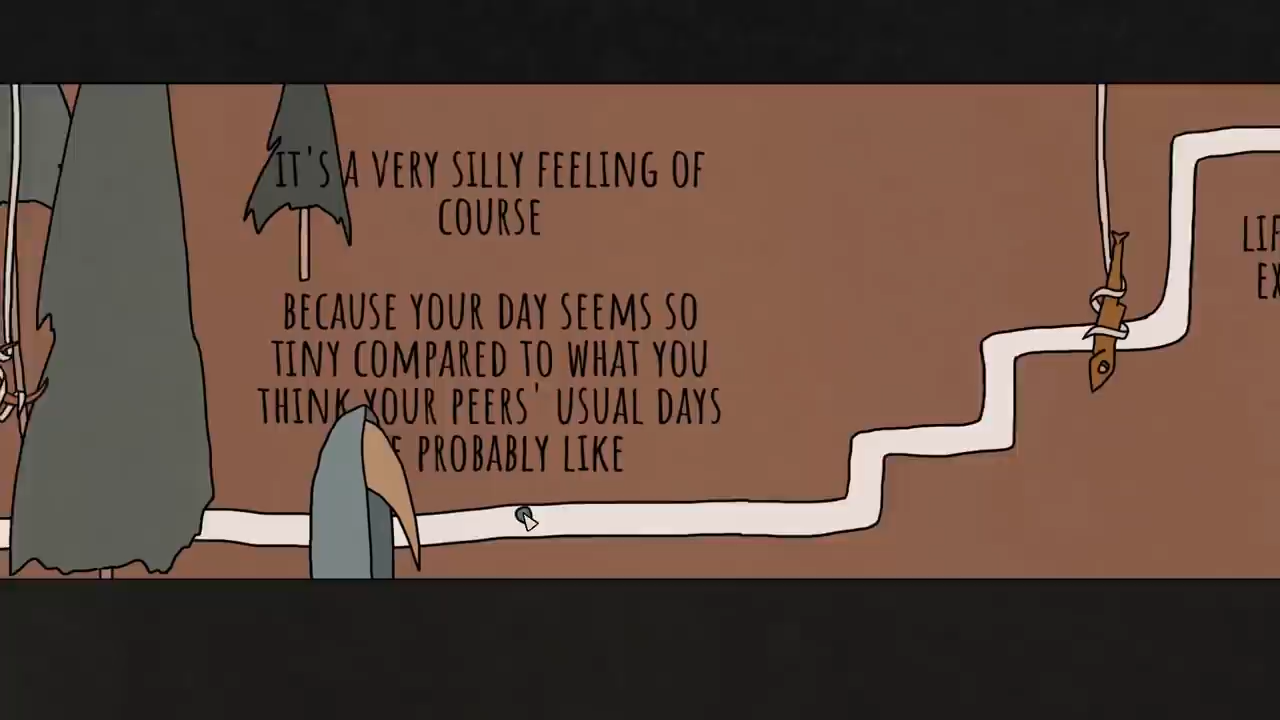 IT'S A VERY SILLY FEELING OF
COURSE
BECAUSE YOUR DAY SEEMS SO
TINY COMPARED TO WHAT YOU
THINK YOUR PEERS' USUAL DAYS
PROBABLY LIKE